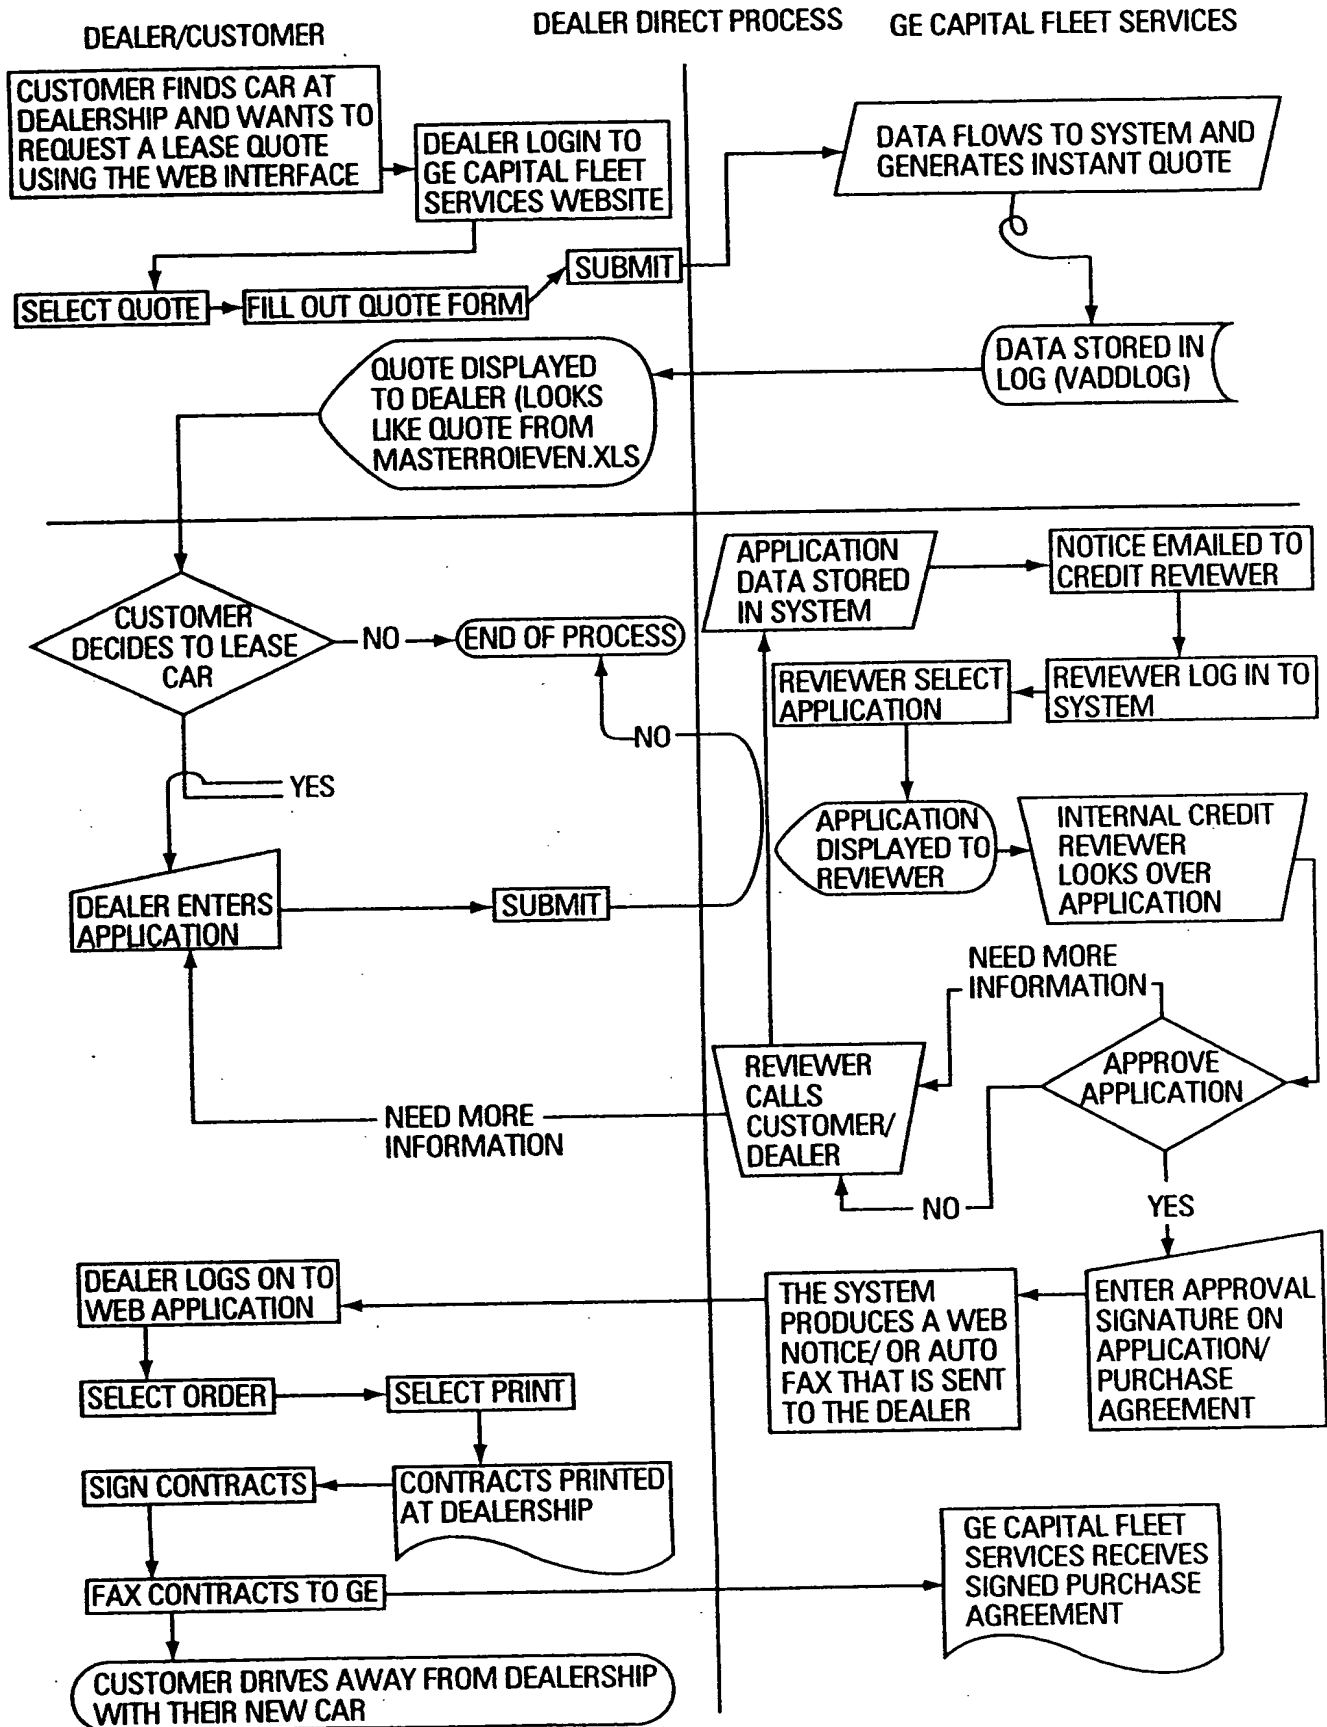 DEALER DIRECT PROCESS
DEALER/CUSTOMER
GE CAPITAL FLEET SERVICES
CUSTOMER FINDS CAR AT
DEALERSHIP AND WANTS TO
REQUEST A LEASE QUOTE
USING THE WEB INTERFACE
DEALER LOGIN TO
GE CAPITAL FLEET
SERVICES WEBSITE
DATA FLOWS TO SYSTEM AND
GENERATES INSTANT QUOTE
SUBMIT
SELECT QUOTE
FILL OUT QUOTE FORM
DATA STORED IN
LOG (VADDLOG)
QUOTE DISPLAYED
TO DEALER (LOOKS
LIKE QUOTE FROM
MASTERROIEVEN.XLS
APPLICATION
DATA STORED
IN SYSTEM
NOTICE EMAILED TO
CREDIT REVIEWER
CUSTOMER
DECIDES TO LEASE
CAR
NO
END OF PROCESS
REVIEWER SELECT
APPLICATION
REVIEWER LOG IN TO
SYSTEM
NO
YES
APPLICATION
DISPLAYED TO
REVIEWER
INTERNAL CREDIT
REVIEWER
LOOKS OVER
APPLICATION
DEALER ENTERS
APPLICATION
SUBMIT
NEED MORE
INFORMATION
REVIEWER
CALLS
CUSTOMER/
DEALER
APPROVE
APPLICATION
NEED MORE
INFORMATION
NO
YES
DEALER LOGS ON TO
WEB APPLICATION
THE SYSTEM
PRODUCES A WEB
NOTICE/ OR AUTO
FAX THAT IS SENT
TO THE DEALER
ENTER APPROVAL
SIGNATURE ON
APPLICATION/
PURCHASE
AGREEMENT
SELECT ORDER
SELECT PRINT
SIGN CONTRACTS
CONTRACTS PRINTED
AT DEALERSHIP
GE CAPITAL FLEET
SERVICES RECEIVES
SIGNED PURCHASE
AGREEMENT
FAX CONTRACTS TO GE
CUSTOMER DRIVES AWAY FROM DEALERSHIP
WITH THEIR NEW CAR